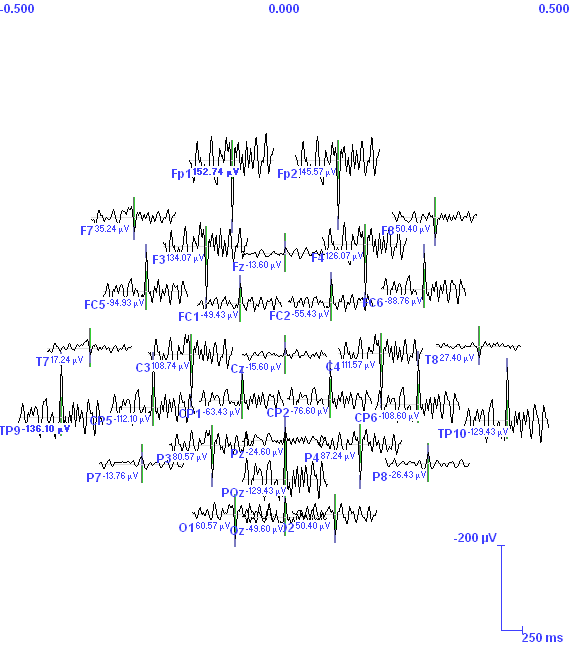 -0.500 0.000 0.500
Fp1 152.74 µV Fp2 145.57 µV
F7 35.24 µV F8 50.40 µV
F3 134.07 µV Fz -13.60 µV F4 126.07 µV
FC5 -94.93 µV FC1 -49.43 µV FC2 -55.43 µV FC6 -88.76 µV
T7 17.24 µV C3 108.74 µV Cz -15.60 µV C4 111.57 µV T8 27.40 µV
TP9 -136.10 µV CP5 -112.10 µV CP1 -63.43 µV CP2 -76.60 µV CP6 -108.60 µV TP10 -129.43 µV
P7 -13.76 µV P3 80.57 µV Pz -24.60 µV P4 87.24 µV P8 -26.43 µV
POz -129.43 µV
O1 60.57 µV Oz -49.60 µV O2 50.40 µV
-200 µV
250 ms